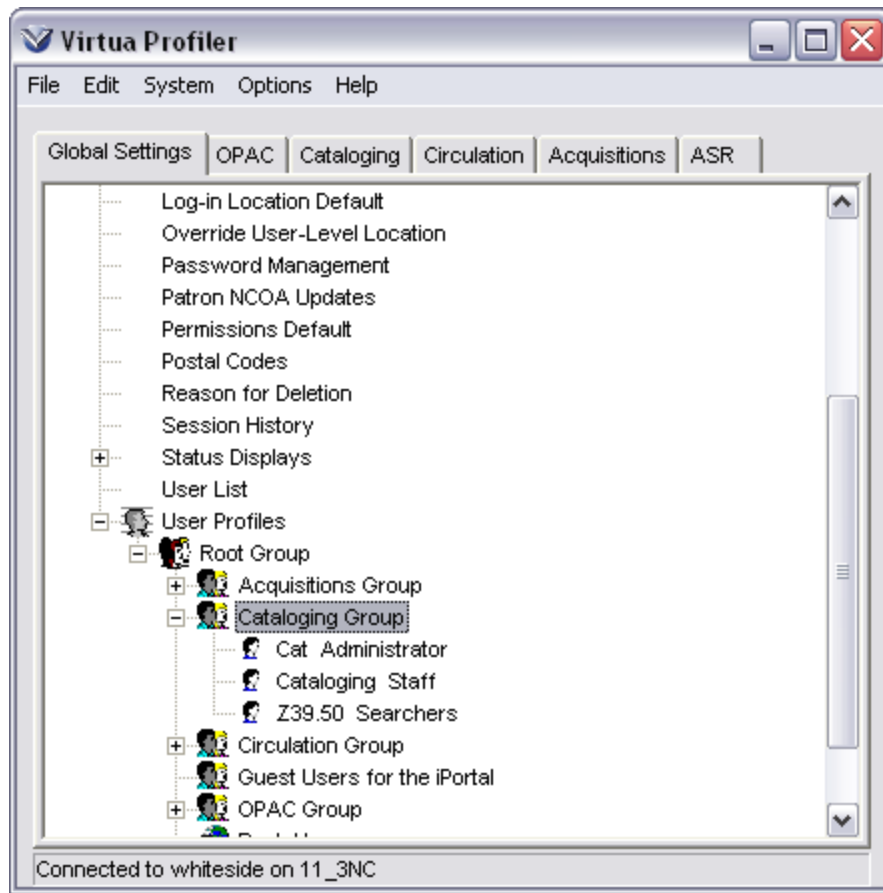 Virtua Profiler
File Edit System Options Help
Global Settings OPAC Cataloging Circulation Acquisitions ASR
Log-in Location Default
Override User-Level Location
Password Management
Patron NCOA Updates
Permissions Default
Postal Codes
Reason for Deletion
Session History
Status Displays
User List
User Profiles
Root Group
Acquisitions Group
Cataloging Group
Cat Administrator
Cataloging Staff
Z39.50 Searchers
Circulation Group
Guest Users for the iPortal
OPAC Group
Connected to whiteside on 11_3NC